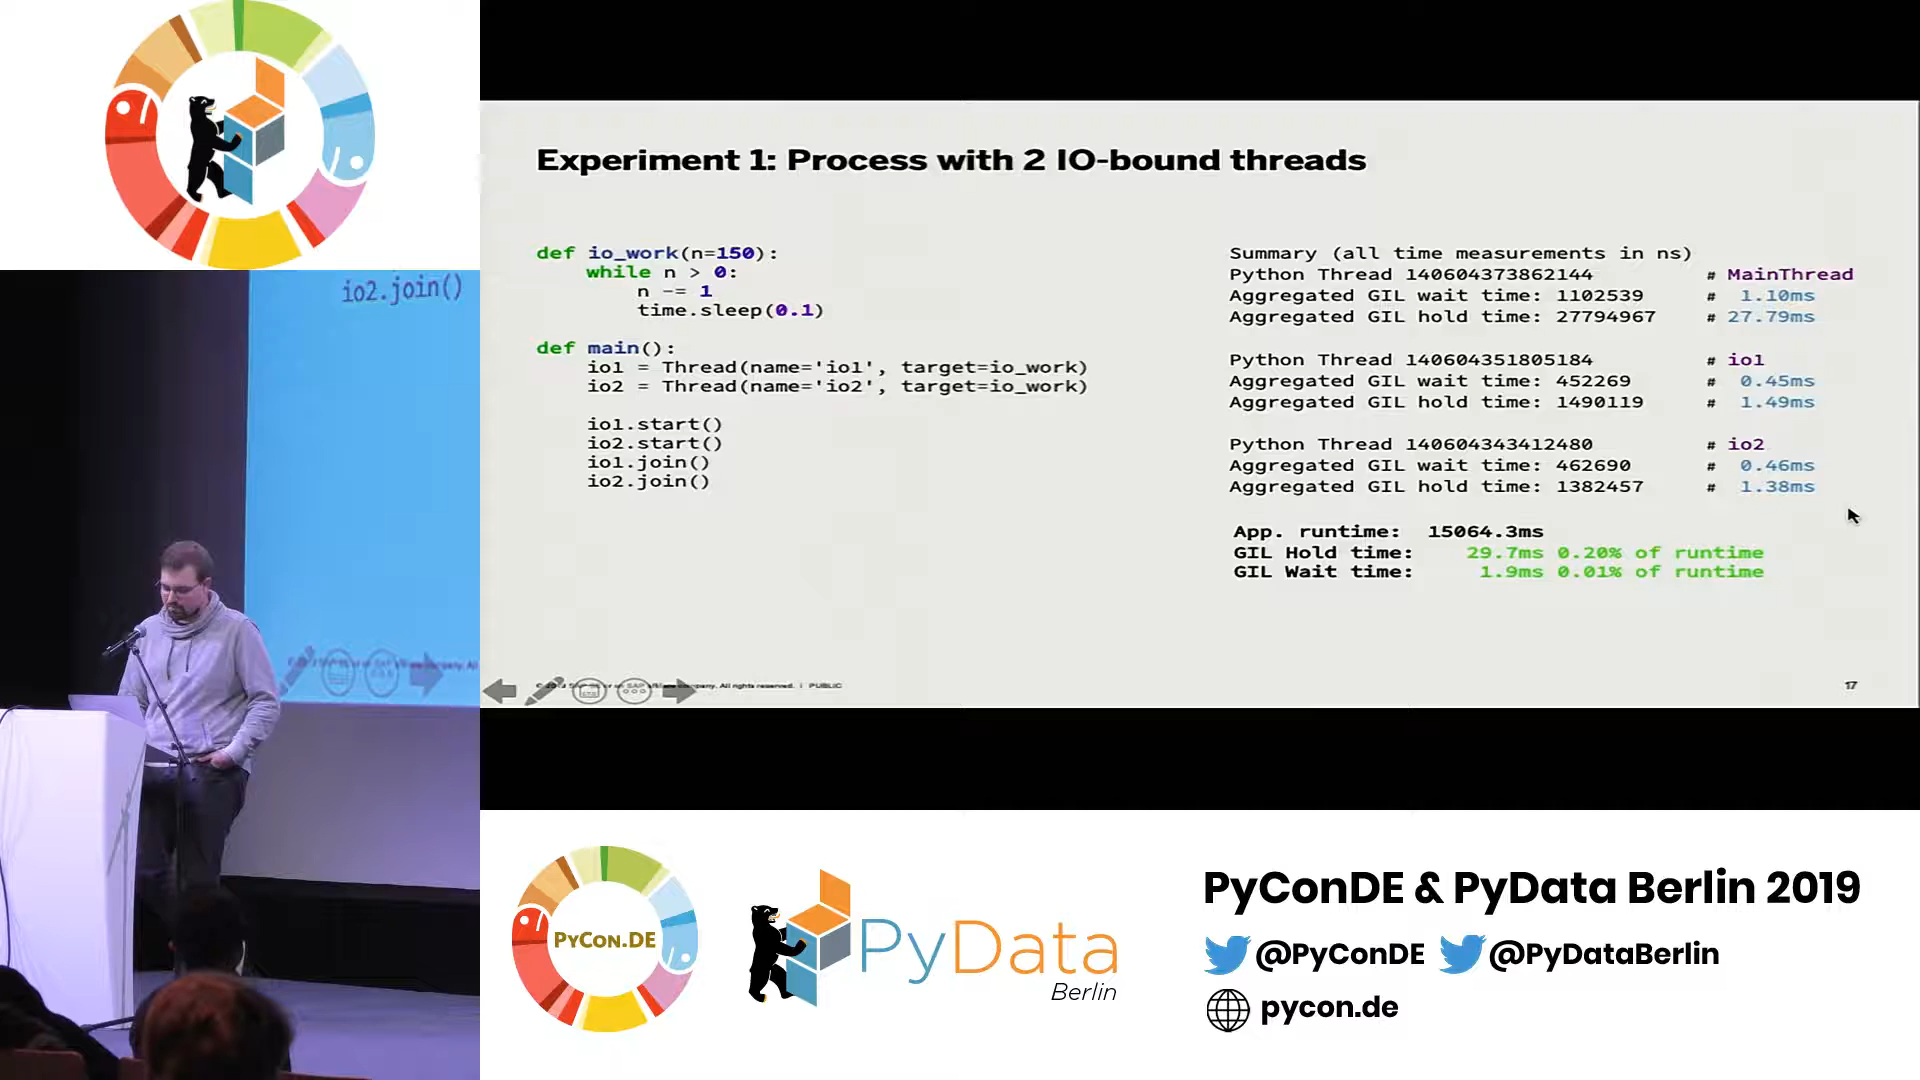 io2.join()
Experiment 1: Process with 2 IO-bound threads
def io_work(n=150):
    while n > 0:
        n -= 1
        time.sleep(0.1)
def main():
    io1 = Thread(name='io1', target=io_work)
    io2 = Thread(name='io2', target=io_work)
    io1.start()
    io2.start()
    io1.join()
    io2.join()
Summary (all time measurements in ns)
Python Thread 140604373862144 # MainThread
Aggregated GIL wait time: 1102539 # 1.10ms
Aggregated GIL hold time: 27794967 # 27.79ms
Python Thread 140604351805184 # io1
Aggregated GIL wait time: 452269 # 0.45ms
Aggregated GIL hold time: 1490119 # 1.49ms
Python Thread 140604343412480 # io2
Aggregated GIL wait time: 462690 # 0.46ms
Aggregated GIL hold time: 1382457 # 1.38ms
App. runtime: 15064.3ms
GIL Hold time: 29.7ms 0.20% of runtime
GIL Wait time: 1.9ms 0.01% of runtime
company. All rights reserved. | PUBLIC
17
PyCon.DE
PyData
Berlin
PyConDE & PyData Berlin 2019
@PyConDE @PyDataBerlin
pycon.de